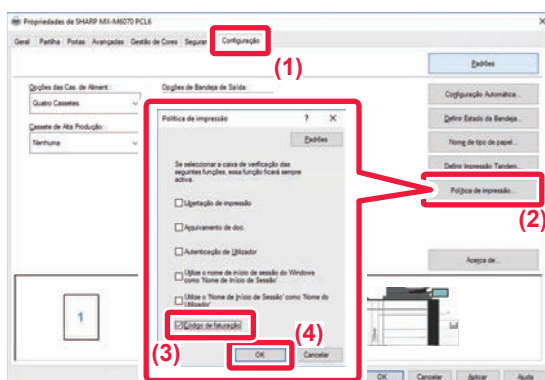 Propriedades de SHARP MX-M6070 PCL6
Geral Partilha Portas Avançadas Gestão de Cores Seguran Configuração
(1)
Padrões
Opções das Cas. de Aliment.:
Opções de Bandeja de Saída:
Quatro Cassetes
Configuração Automática...
Definir Estado da Bandeja...
Cassete de Alta Produção:
Nenhuma
Nome de tipo de papel...
Definir Impressão Tandem...
Política de impressão...
(2)
Acerca de...
Política de impressão ? X
Padrões
Se seleccionar a caixa de verificação das
seguintes funções, essa função ficará sempre
activa.
Libertação de impressão
Arquivamento de doc.
Autenticação de Utilizador
Utilize o nome de início de sessão do Windows
como 'Nome de Início de Sessão'
Utilize o 'Nome de Início de Sessão' como 'Nome do
Utilizador'
Código de faturação
(3)
(4)
OK Cancelar
1
OK Cancelar Aplicar Ajuda